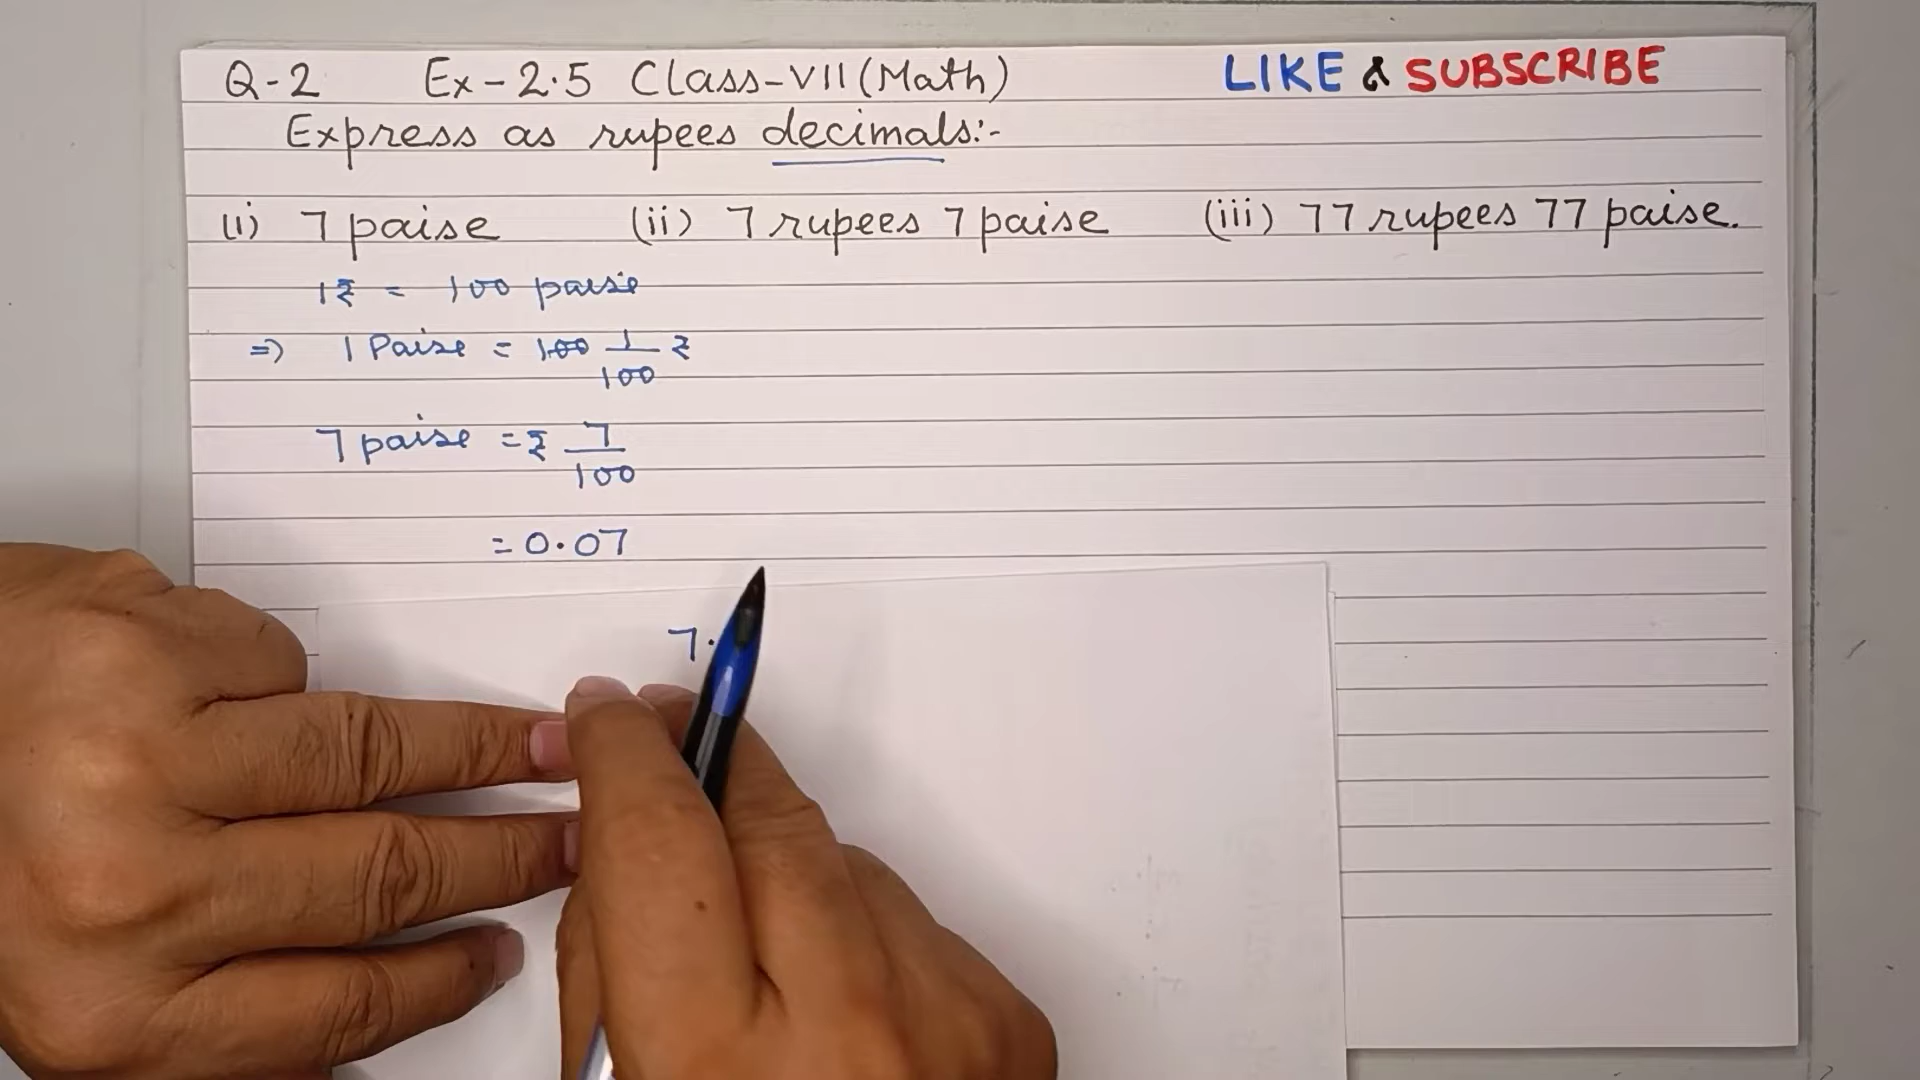 Q-2 Ex-2.5 Class-VII (Math) LIKE & SUBSCRIBE
Express as rupees decimals:-
(i) 7 paise (ii) 7 rupees 7 paise (iii) 77 rupees 77 paise.
1₹ = 100 paise
⇒ 1 Paise = 100 1/100 ₹
7 paise = ₹ 7/100
= 0.07
7.